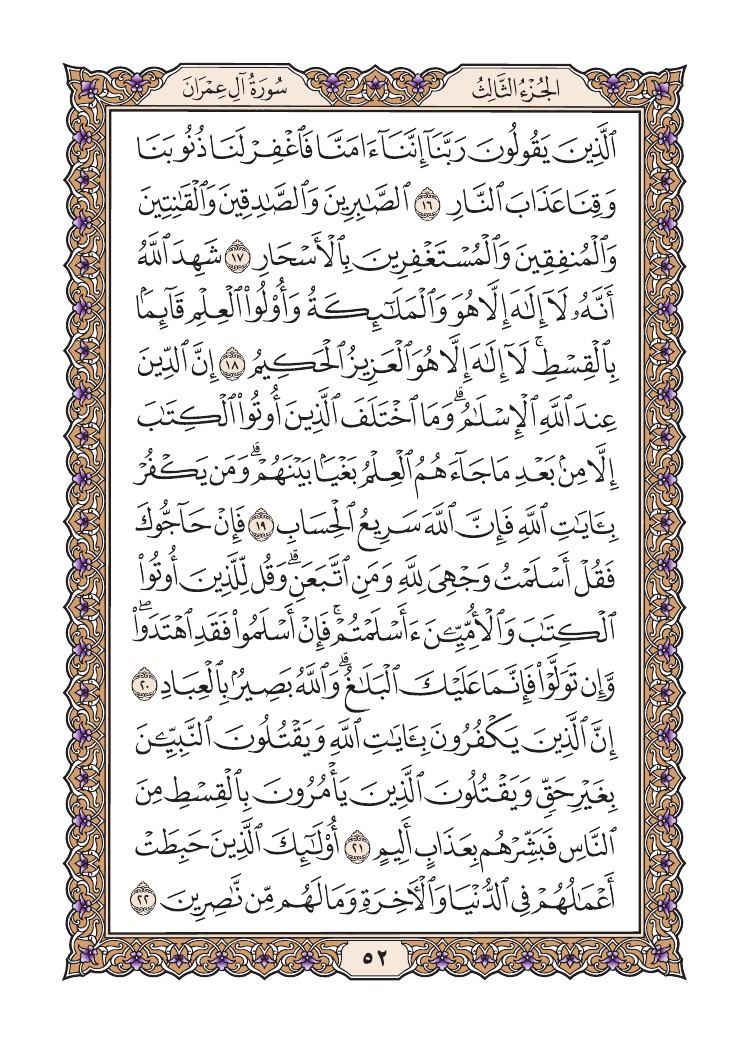 الجُزْءُ الثَّالِثُ
سُورَةُ آلِ عِمْرَان
ٱلَّذِينَ يَقُولُونَ رَبَّنَآ إِنَّنَآ ءَامَنَّا فَٱغْفِرْ لَنَا ذُنُوبَنَا
وَقِنَا عَذَابَ ٱلنَّارِ ١٦ ٱلصَّـٰبِرِينَ وَٱلصَّـٰدِقِينَ وَٱلْقَـٰنِتِينَ
وَٱلْمُنفِقِينَ وَٱلْمُسْتَغْفِرِينَ بِٱلْأَسْحَارِ ١٧ شَهِدَ ٱللَّهُ
أَنَّهُۥ لَآ إِلَـٰهَ إِلَّا هُوَ وَٱلْمَلَـٰٓئِكَةُ وَأُو۟لُوا۟ ٱلْعِلْمِ قَآئِمًۢا
بِٱلْقِسْطِ ۚ لَآ إِلَـٰهَ إِلَّا هُوَ ٱلْعَزِيزُ ٱلْحَكِيمُ ١٨ إِنَّ ٱلدِّينَ
عِندَ ٱللَّهِ ٱلْإِسْلَـٰمُ ۗ وَمَا ٱخْتَلَفَ ٱلَّذِينَ أُوتُوا۟ ٱلْكِتَـٰبَ
إِلَّا مِنۢ بَعْدِ مَا جَآءَهُمُ ٱلْعِلْمُ بَغْيًۢا بَيْنَهُمْ ۗ وَمَن يَكْفُرْ
بِـَٔايَـٰتِ ٱللَّهِ فَإِنَّ ٱللَّهَ سَرِيعُ ٱلْحِسَابِ ١٩ فَإِنْ حَآجُّوكَ
فَقُلْ أَسْلَمْتُ وَجْهِىَ لِلَّهِ وَمَنِ ٱتَّبَعَنِ ۗ وَقُل لِّلَّذِينَ أُوتُوا۟
ٱلْكِتَـٰبَ وَٱلْأُمِّيِّـۧنَ ءَأَسْلَمْتُمْ ۚ فَإِنْ أَسْلَمُوا۟ فَقَدِ ٱهْتَدَوا۟ ۖ
وَّإِن تَوَلَّوْا۟ فَإِنَّمَا عَلَيْكَ ٱلْبَلَـٰغُ ۗ وَٱللَّهُ بَصِيرٌۢ بِٱلْعِبَادِ ٢٠
إِنَّ ٱلَّذِينَ يَكْفُرُونَ بِـَٔايَـٰتِ ٱللَّهِ وَيَقْتُلُونَ ٱلنَّبِيِّـۧنَ
بِغَيْرِ حَقٍّ وَيَقْتُلُونَ ٱلَّذِينَ يَأْمُرُونَ بِٱلْقِسْطِ مِنَ
ٱلنَّاسِ فَبَشِّرْهُم بِعَذَابٍ أَلِيمٍ ٢١ أُو۟لَـٰٓئِكَ ٱلَّذِينَ حَبِطَتْ
أَعْمَـٰلُهُمْ فِى ٱلدُّنْيَا وَٱلْـَٔاخِرَةِ وَمَا لَهُم مِّن نَّـٰصِرِينَ ٢٢
٥٢